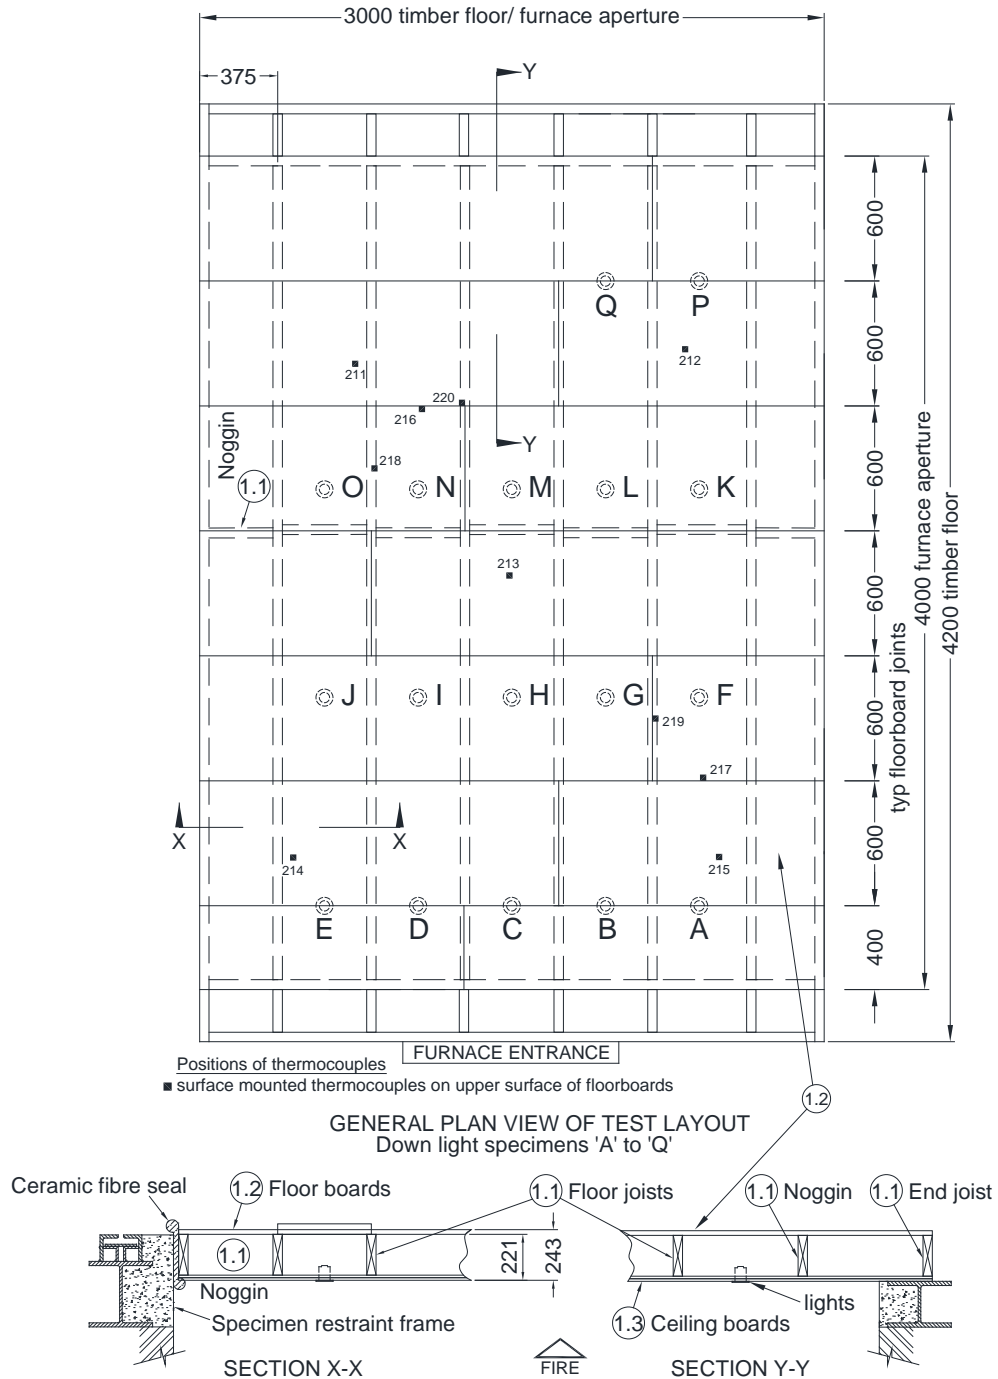 3000 timber floor/ furnace aperture
375
Y
600
Q P
212
211
600
220
216
Y
Noggin
218
1.1
O N M L K
600
4000 furnace aperture
4200 timber floor
213
600
typ floorboard joints
J I H G F
219
600
217
X X
214
215
600
E D C B A
400
FURNACE ENTRANCE
Positions of thermocouples
surface mounted thermocouples on upper surface of floorboards
1.2
GENERAL PLAN VIEW OF TEST LAYOUT
Down light specimens 'A' to 'Q'
Ceramic fibre seal
1.2 Floor boards
1.1 Floor joists
1.1 Noggin
1.1 End joist
1.1
221
243
Noggin
lights
Specimen restraint frame
1.3 Ceiling boards
SECTION X-X
FIRE
SECTION Y-Y